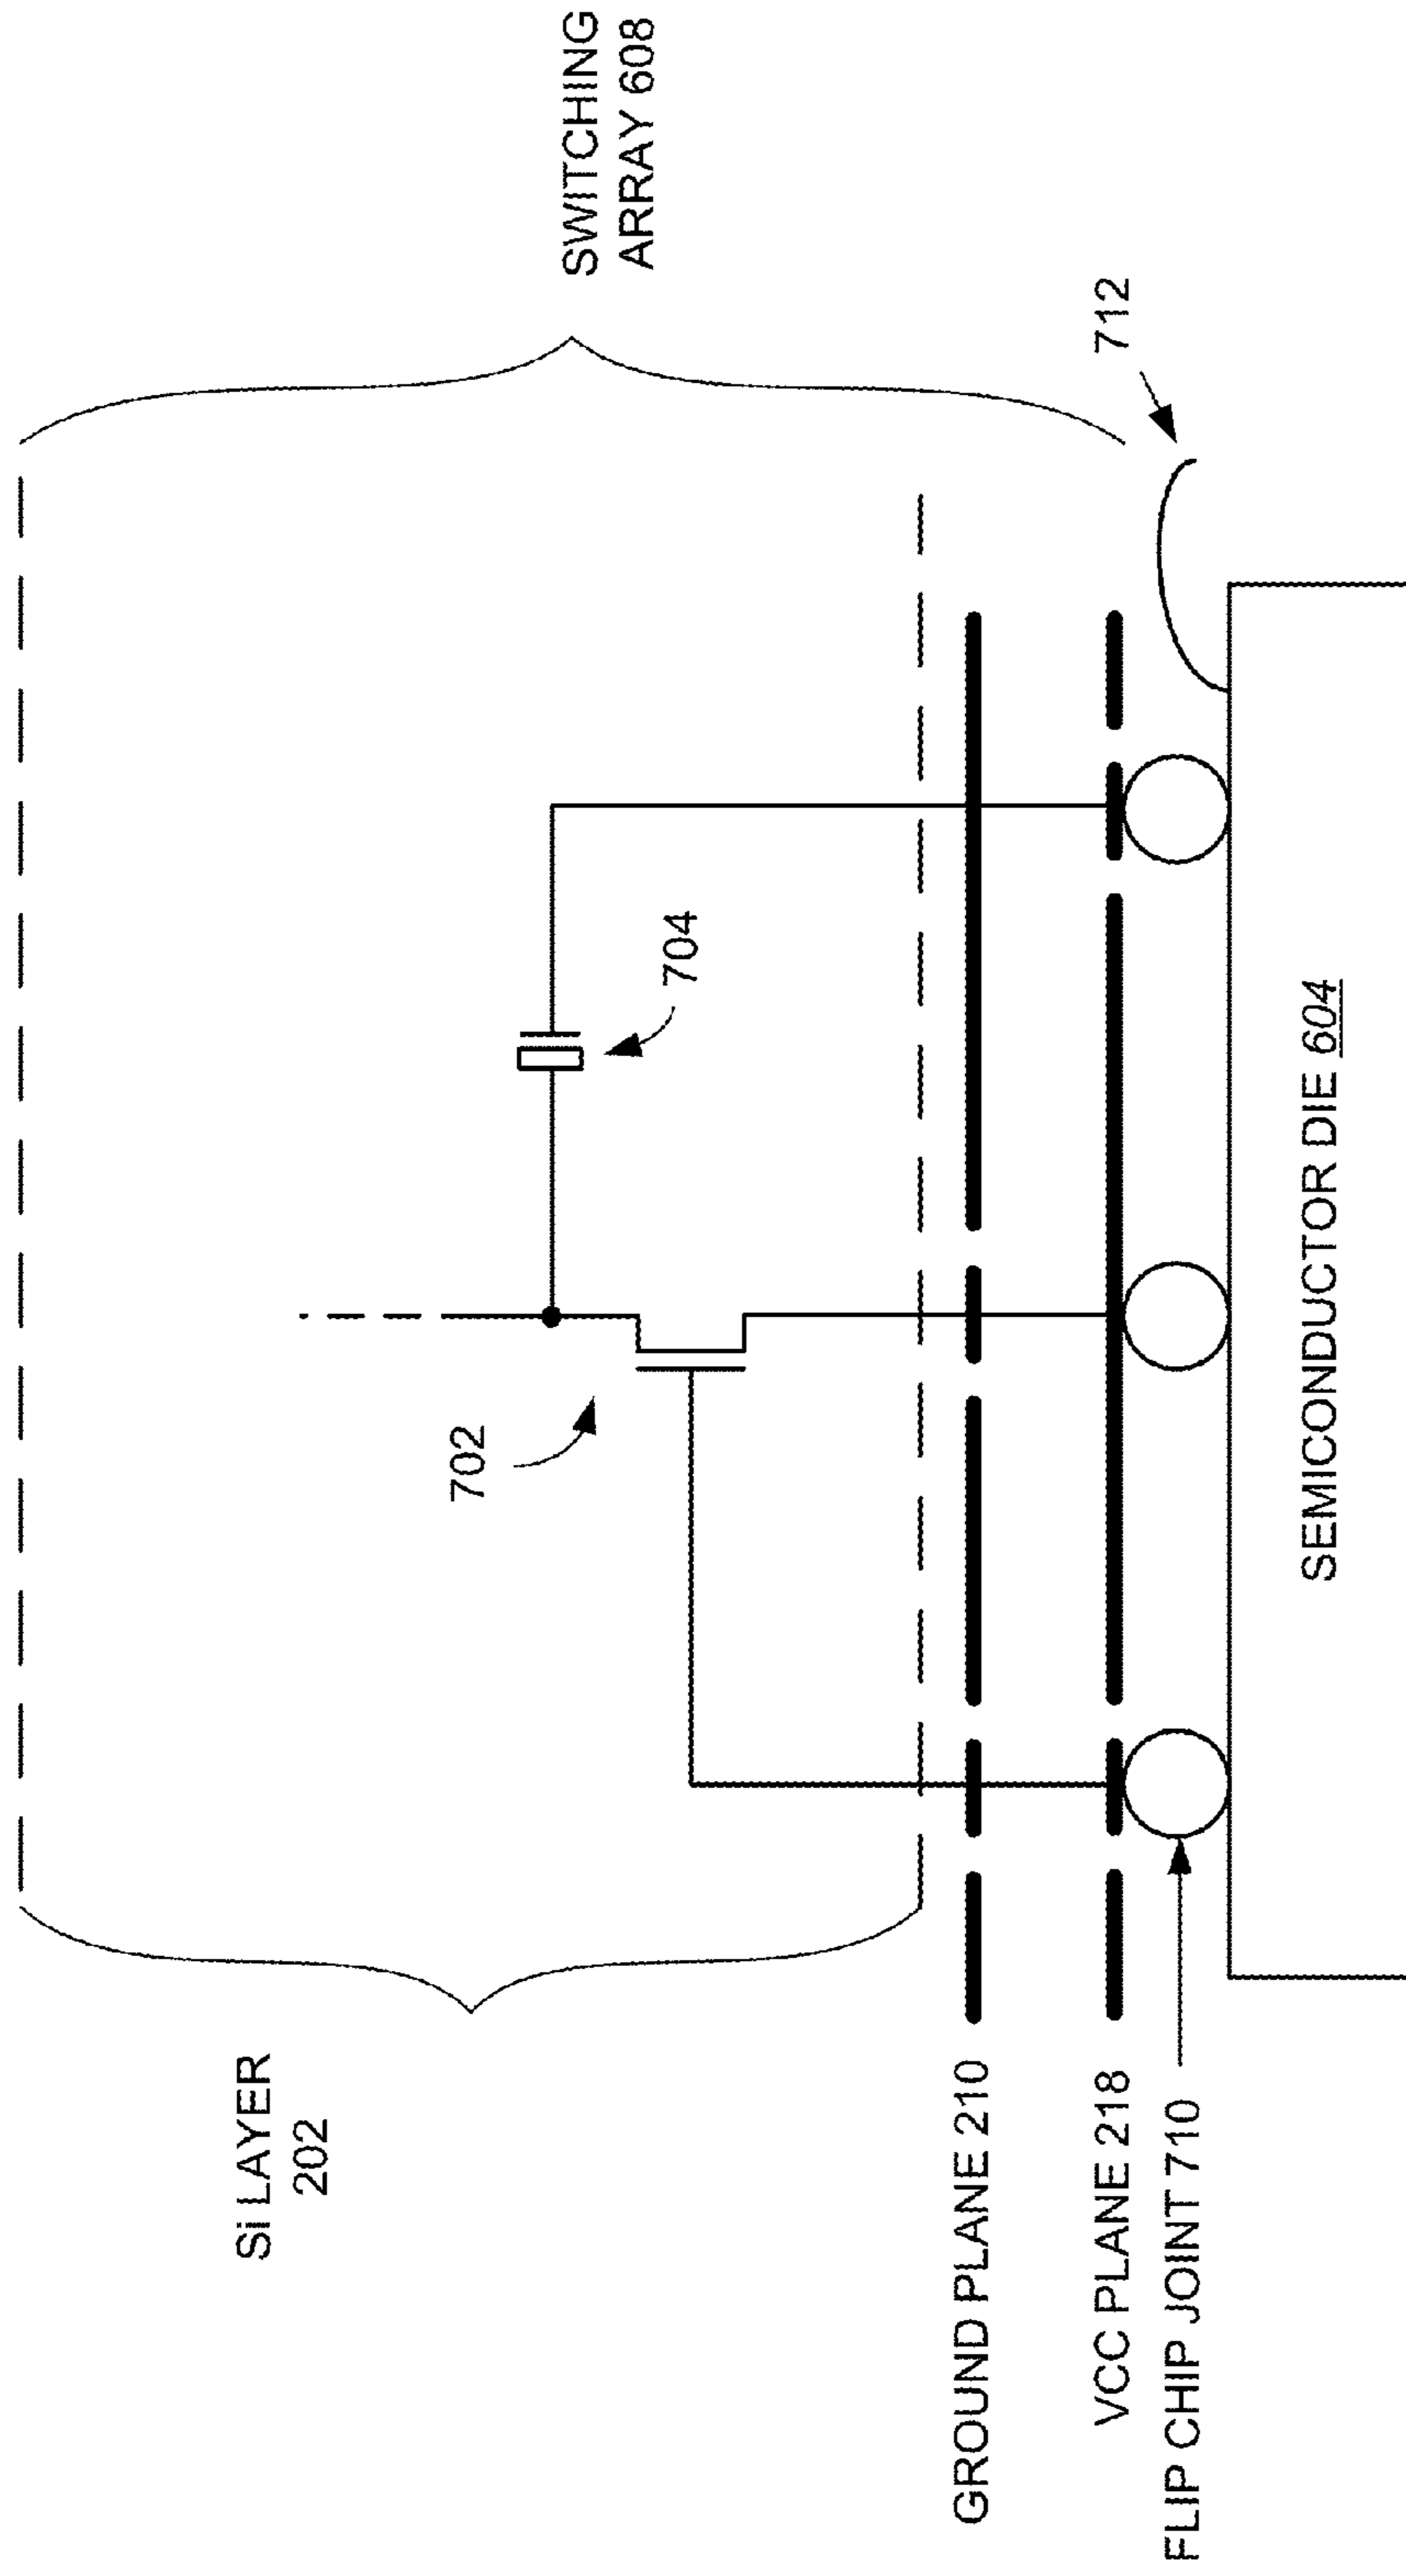 SWITCHING
ARRAY 608
Si LAYER
202
702
704
712
GROUND PLANE 210
VCC PLANE 218
FLIP CHIP JOINT 710
SEMICONDUCTOR DIE 604